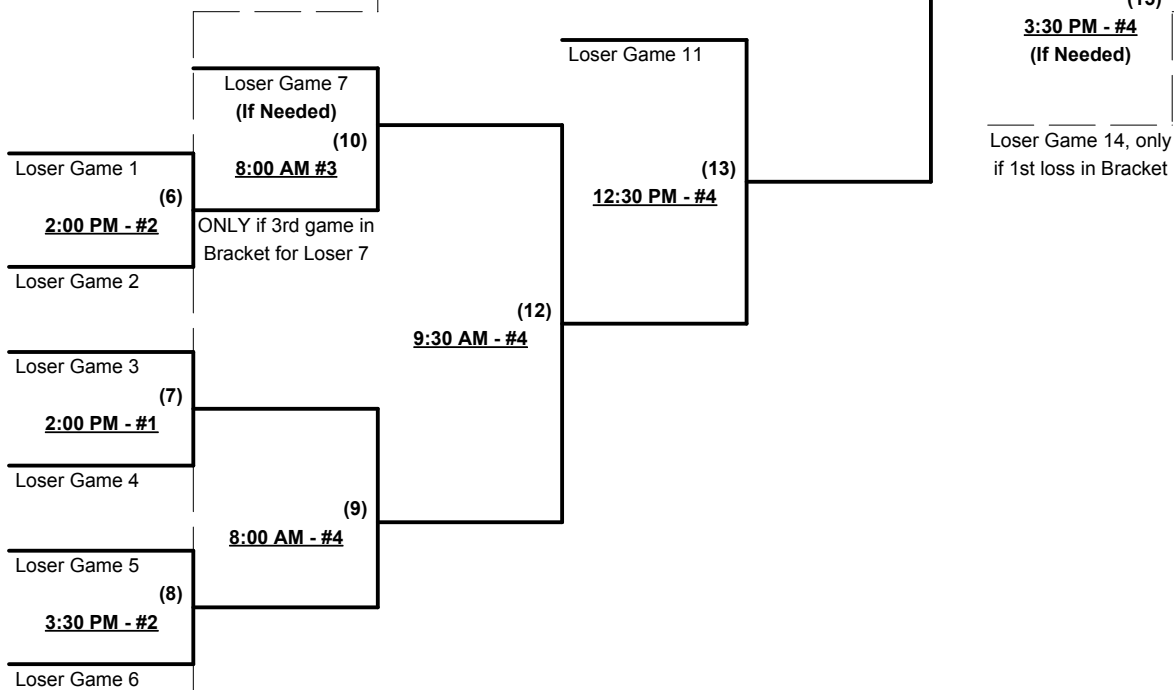 (15)
3:30 PM - #4
(If Needed)
Loser Game 14, only
if 1st loss in Bracket
Loser Game 11
(13)
12:30 PM - #4
Loser Game 7
(If Needed)
(10)
8:00 AM #3
ONLY if 3rd game in
Bracket for Loser 7
Loser Game 1
(6)
2:00 PM - #2
Loser Game 2
(12)
9:30 AM - #4
Loser Game 3
(7)
2:00 PM - #1
Loser Game 4
(9)
8:00 AM - #4
Loser Game 5
(8)
3:30 PM - #2
Loser Game 6